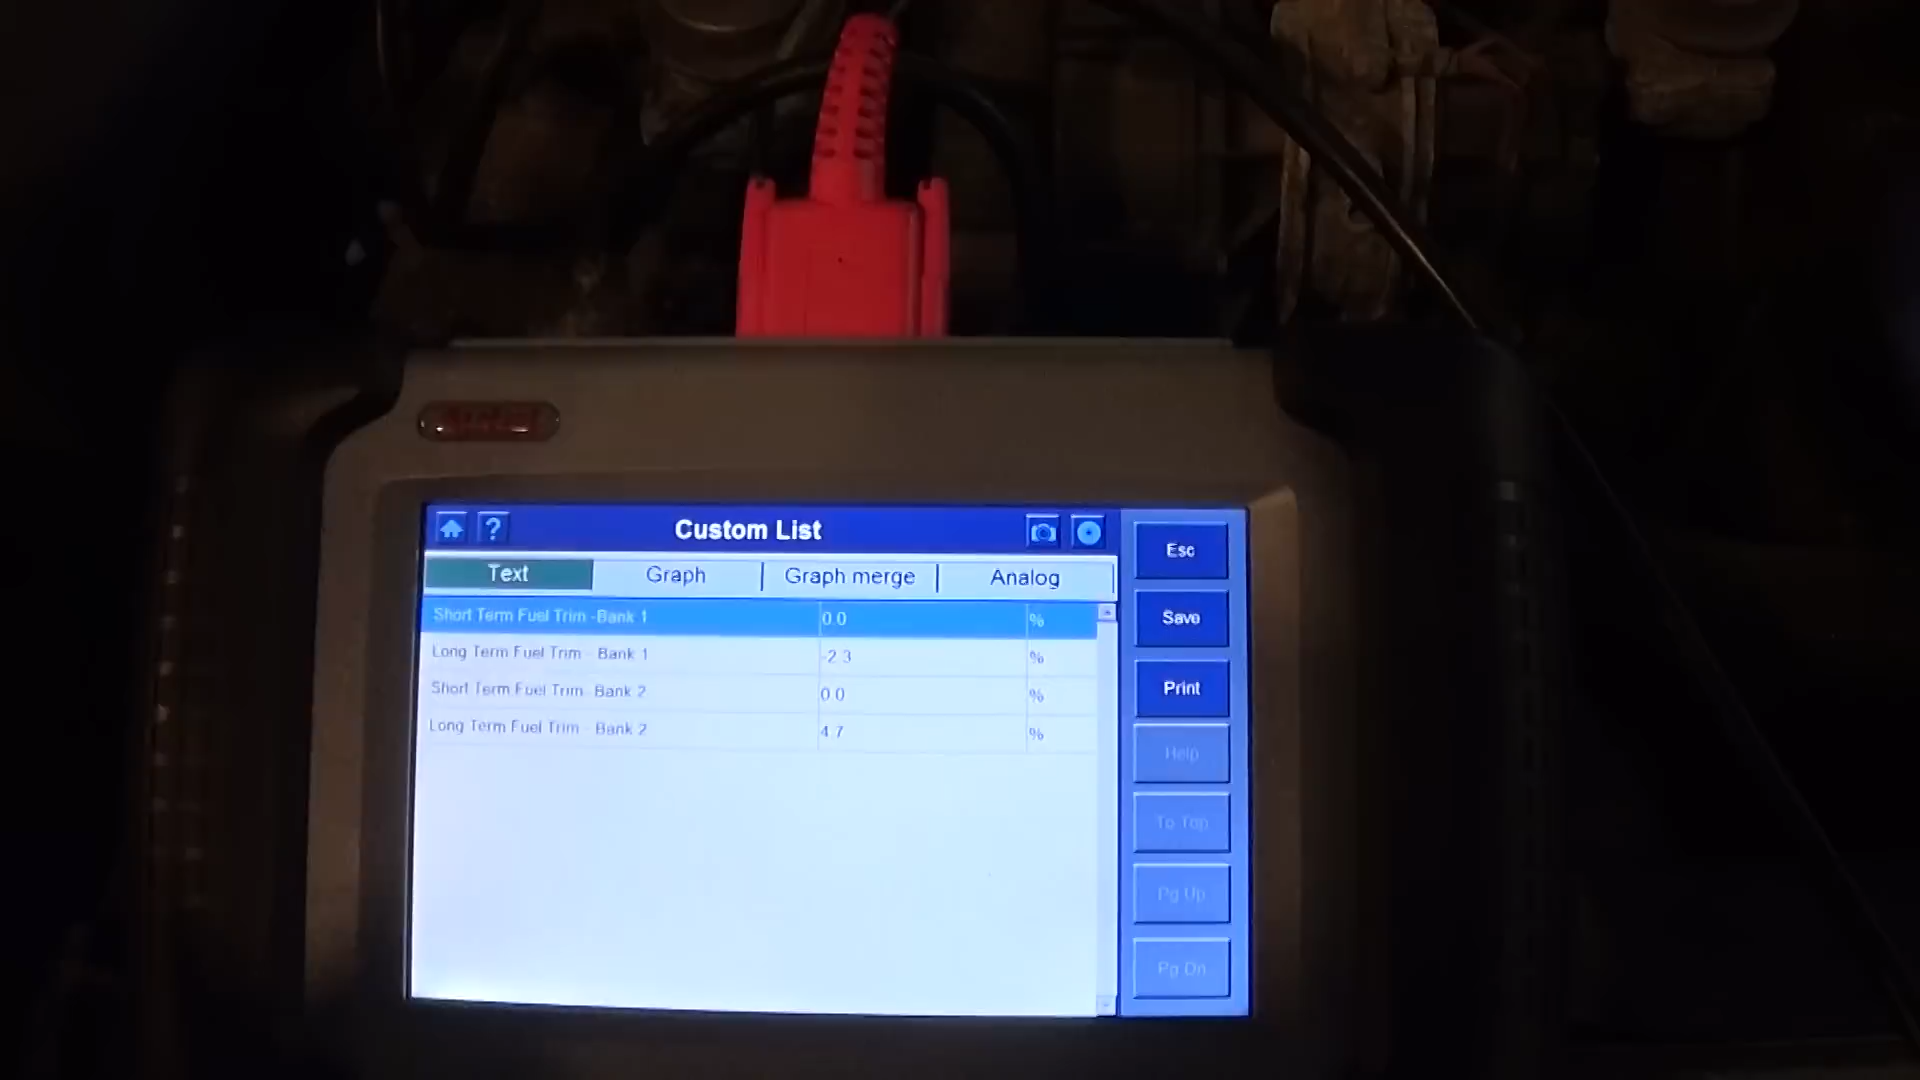 Custom List
Text Graph Graph merge Analog
Short Term Fuel Trim -Bank 1 0.0 %
Long Term Fuel Trim - Bank 1 -2.3 %
Short Term Fuel Trim- Bank 2 0.0 %
Long Term Fuel Trim - Bank 2 4.7 %
Esc
Save
Print
Help
To Top
Pg Up
Pg Dn